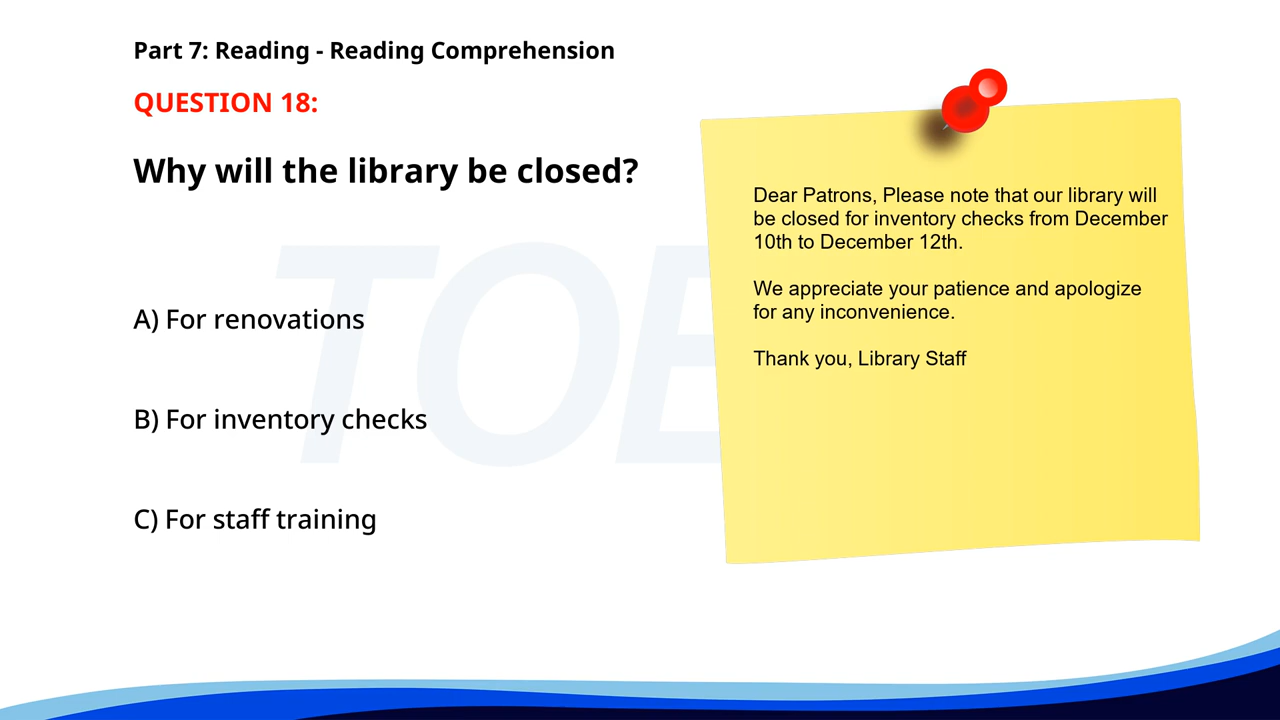 Part 7: Reading - Reading Comprehension
QUESTION 18:
Why will the library be closed?
A) For renovations
B) For inventory checks
C) For staff training
Dear Patrons, Please note that our library will
be closed for inventory checks from December
10th to December 12th.
We appreciate your patience and apologize
for any inconvenience.
Thank you, Library Staff